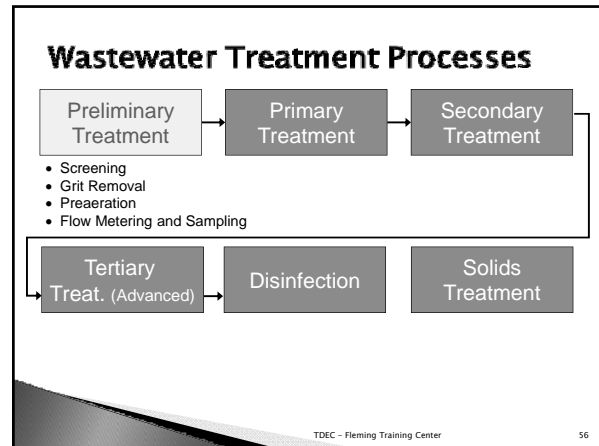 Wastewater Treatment Processes
Preliminary
Treatment
Primary
Treatment
Secondary
Treatment
• Screening
• Grit Removal
• Preaeration
• Flow Metering and Sampling
Tertiary
Treat. (Advanced)
Disinfection
Solids
Treatment
TDEC – Fleming Training Center 56